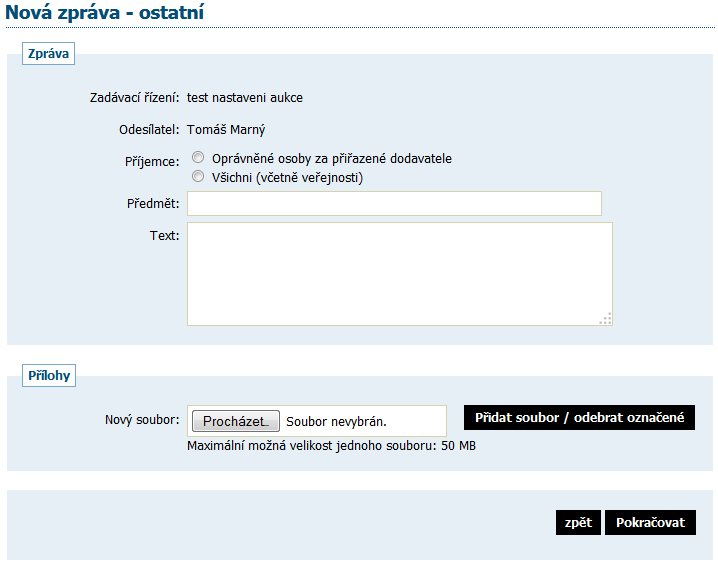 Nová zpráva - ostatní
Zpráva
Zadávací řízení: test nastaveni aukce
Odesílatel: Tomáš Marný
Příjemce: Oprávněné osoby za přiřazené dodavatele
Všichni (včetně veřejnosti)
Předmět:
Text:
Přílohy
Nový soubor: Procházet.. Soubor nevybrán. Přidat soubor / odebrat označené
Maximální možná velikost jednoho souboru: 50 MB
zpět Pokračovat